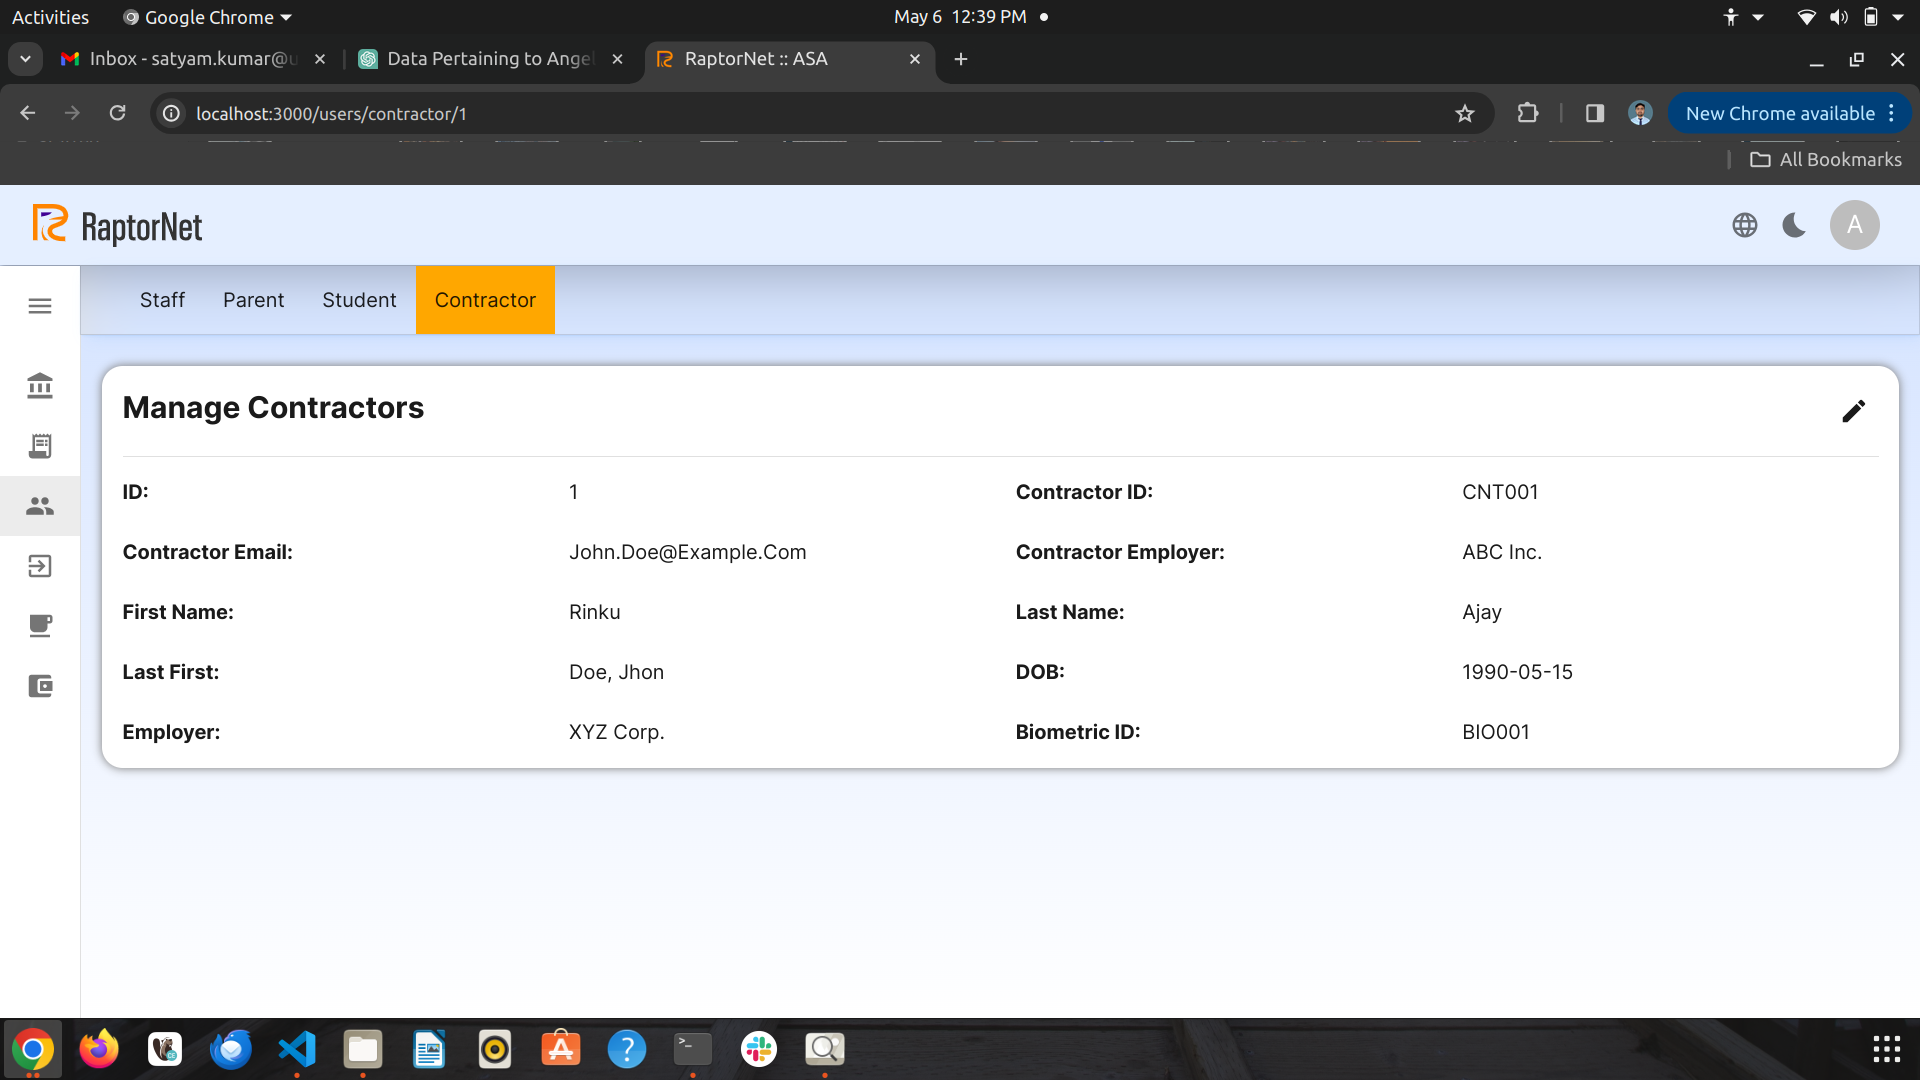 Activities Google Chrome May 6 12:39 PM
Inbox - satyam.kumar@u Data Pertaining to Angel RaptorNet :: ASA
localhost:3000/users/contractor/1 New Chrome available
All Bookmarks
RaptorNet A
Staff Parent Student Contractor
Manage Contractors
ID: 1 Contractor ID: CNT001
Contractor Email: John.Doe@Example.Com Contractor Employer: ABC Inc.
First Name: Rinku Last Name: Ajay
Last First: Doe, Jhon DOB: 1990-05-15
Employer: XYZ Corp. Biometric ID: BIO001